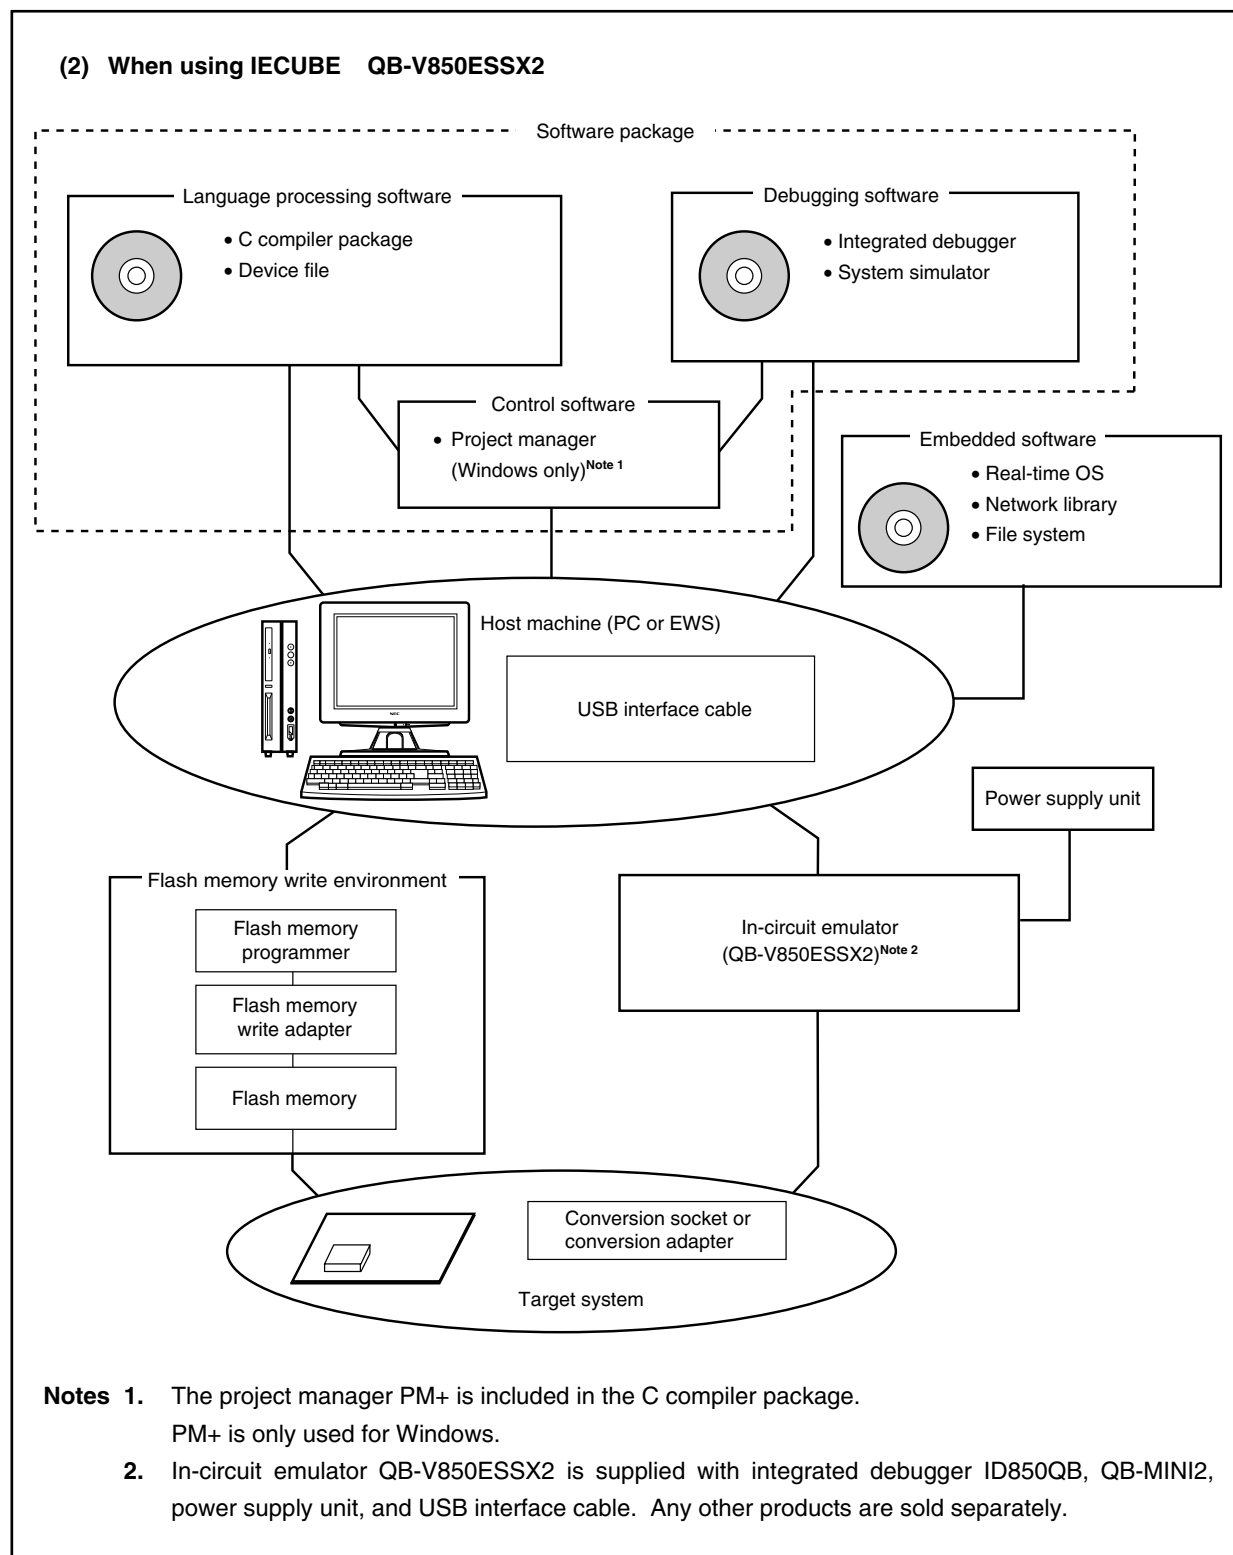 (2) When using IECUBE QB-V850ESSX2
Software package
Language processing software
• C compiler package
• Device file
Debugging software
• Integrated debugger
• System simulator
Control software
• Project manager
(Windows only)Note 1
Embedded software
• Real-time OS
• Network library
• File system
Host machine (PC or EWS)
NEC
USB interface cable
Power supply unit
Flash memory write environment
Flash memory
programmer
Flash memory
write adapter
Flash memory
In-circuit emulator
(QB-V850ESSX2)Note 2
Conversion socket or
conversion adapter
Target system
Notes 1. The project manager PM+ is included in the C compiler package.
PM+ is only used for Windows.
2. In-circuit emulator QB-V850ESSX2 is supplied with integrated debugger ID850QB, QB-MINI2,
power supply unit, and USB interface cable. Any other products are sold separately.